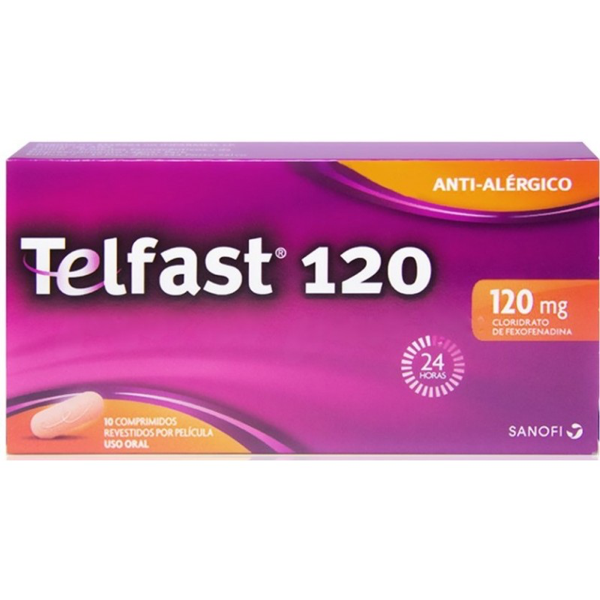 ANTI-ALÉRGICO
Telfast® 120
120 mg
CLORIDRATO
DE FEXOFENADINA
24
HORAS
10 COMPRIMIDOS
REVESTIDOS POR PELÍCULA
USO ORAL
SANOFI